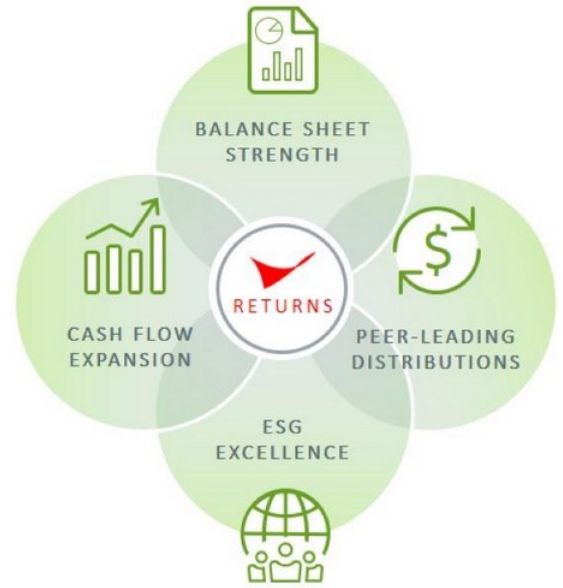 BALANCE SHEET
STRENGTH
CASH FLOW
EXPANSION
RETURNS
PEER-LEADING
DISTRIBUTIONS
ESG
EXCELLENCE